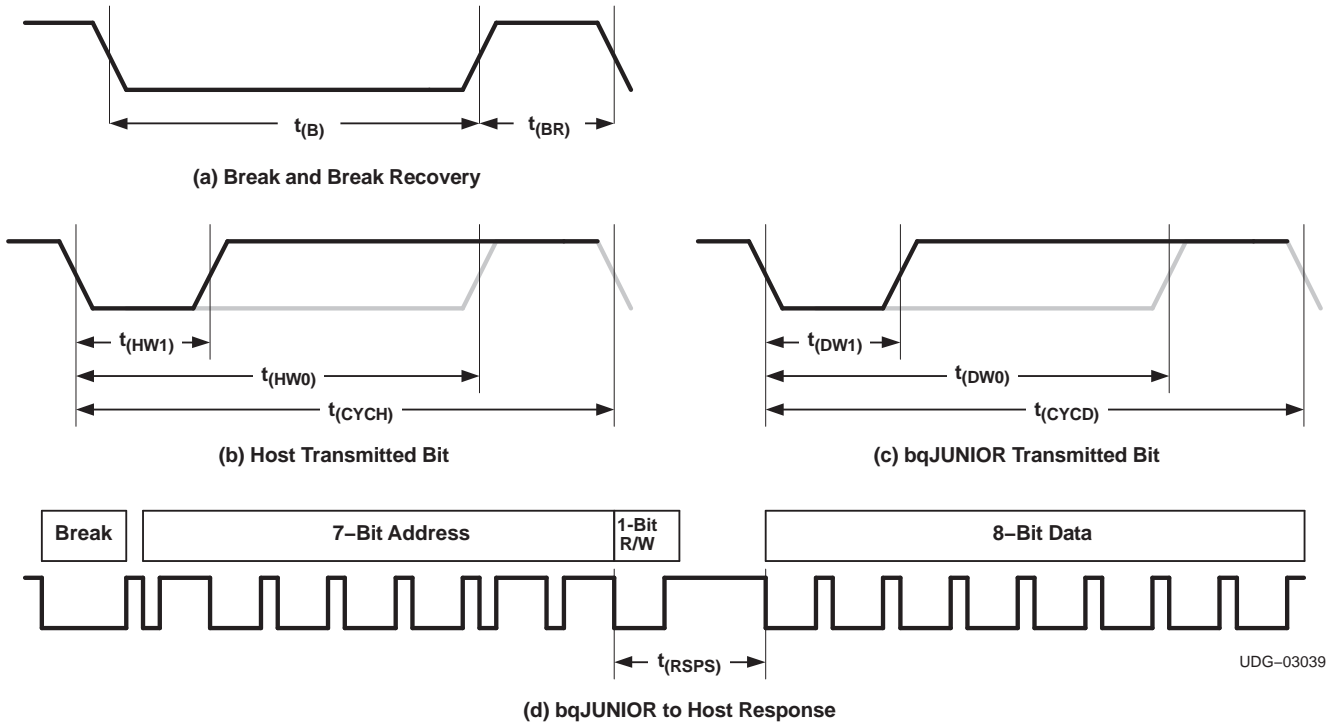 t(B)
t(BR)
(a) Break and Break Recovery
t(HW1)
t(HW0)
t(CYCH)
(b) Host Transmitted Bit
t(DW1)
t(DW0)
t(CYCD)
(c) bqJUNIOR Transmitted Bit
Break
7–Bit Address
1-Bit
R/W
8–Bit Data
t(RSPS)
UDG–03039
(d) bqJUNIOR to Host Response